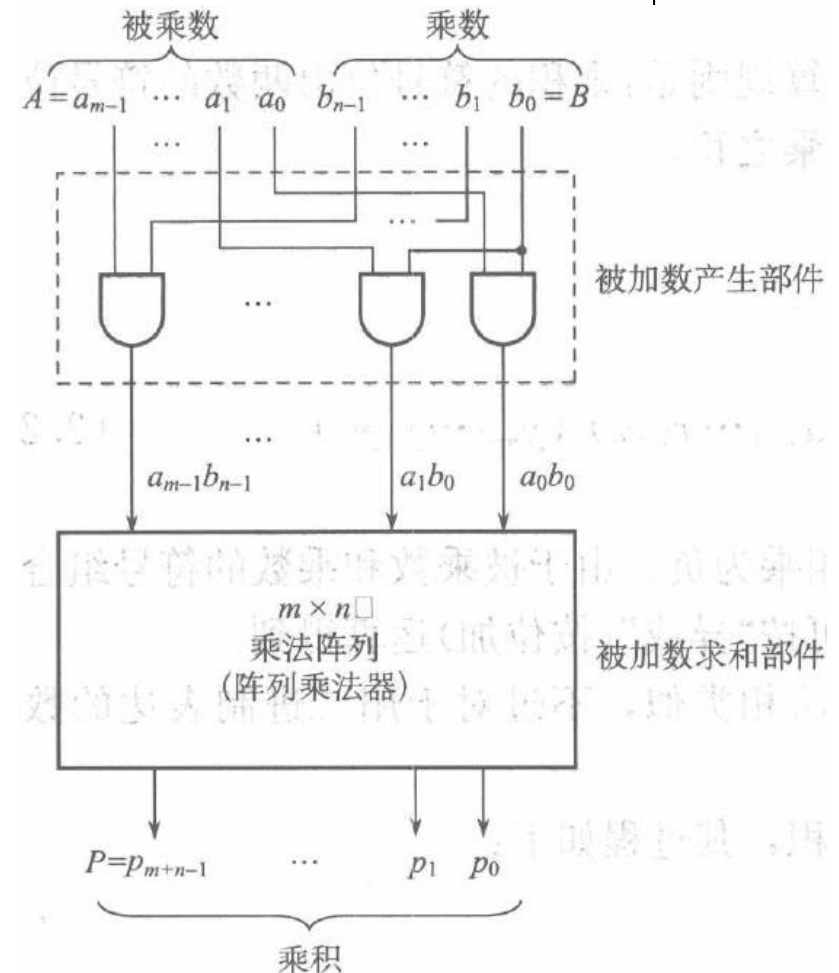 被乘数 乘数
A=a_{m-1} ⋯ a_1 a_0 b_{n-1} ⋯ b_1 b_0=B
⋯ ⋯
⋯
被加数产生部件
⋯
⋯
a_{m-1}b_{n-1} a_1b_0 a_0b_0
m×n□
乘法阵列
被加数求和部件
(阵列乘法器)
P=p_{m+n-1} ⋯ p_1 p_0
乘积